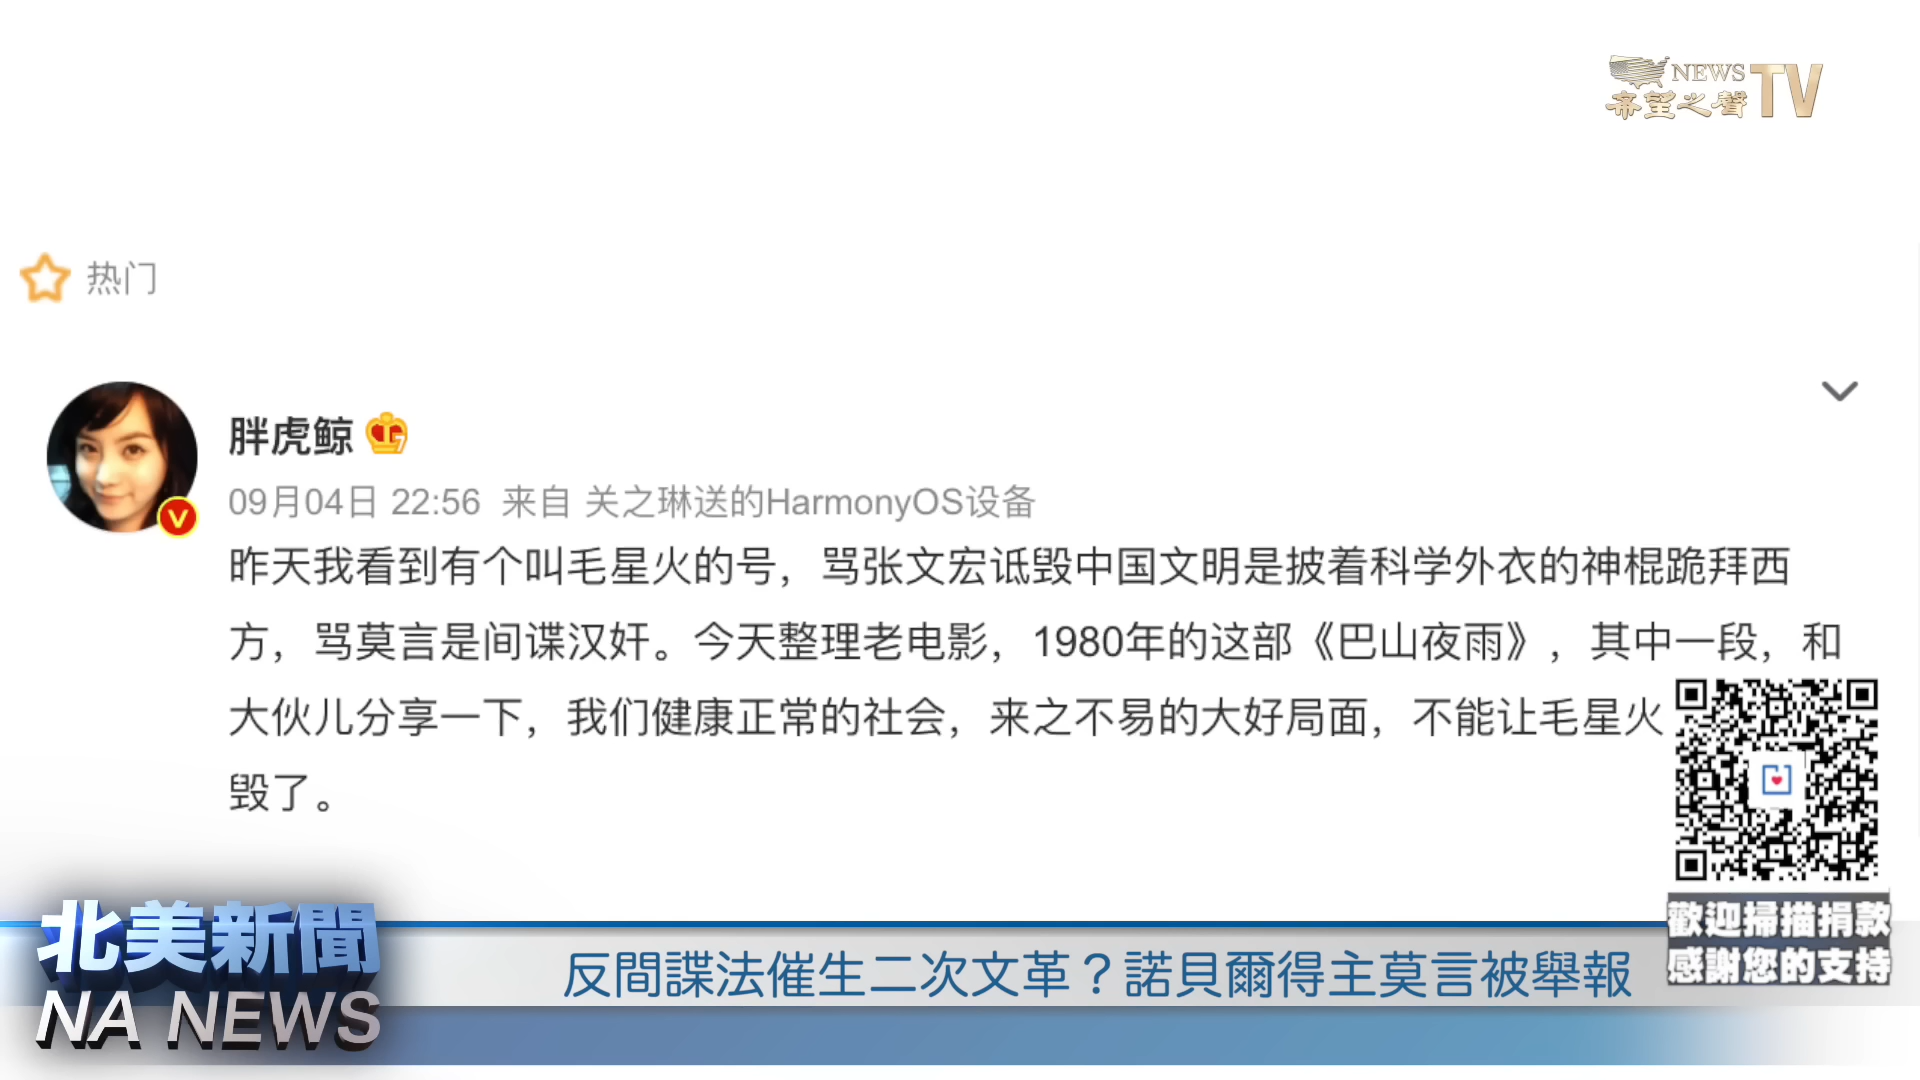 NEWS
希望之聲TV
热门
胖虎鲸 7
09月04日 22:56 来自 关之琳送的HarmonyOS设备
昨天我看到有个叫毛星火的号，骂张文宏诋毁中国文明是披着科学外衣的神棍跪拜西
方，骂莫言是间谍汉奸。今天整理老电影，1980年的这部《巴山夜雨》，其中一段，和
大伙儿分享一下，我们健康正常的社会，来之不易的大好局面，不能让毛星火
毁了。
歡迎掃描捐款
感謝您的支持
北美新聞
NA NEWS
反間諜法催生二次文革？諾貝爾得主莫言被舉報